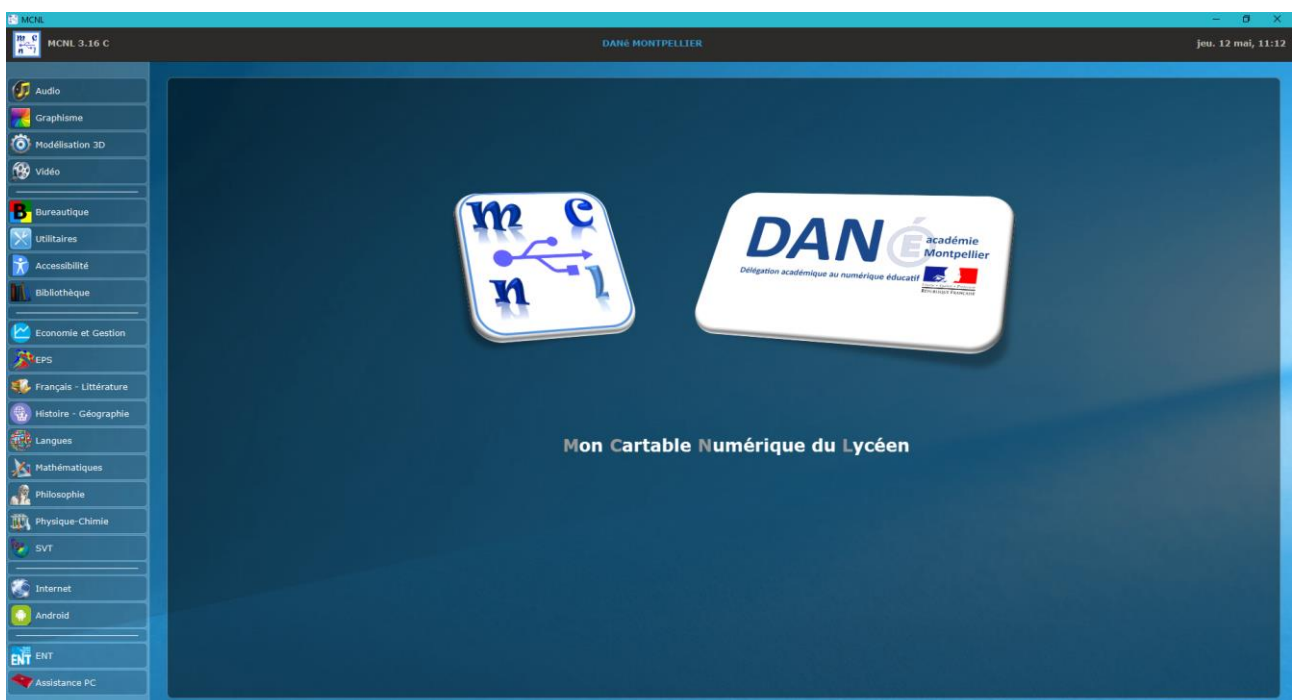 MCNL
MCNL 3.16 C
DANé MONTPELLIER
jeu. 12 mai, 11:12
Audio
Graphisme
Modélisation 3D
Vidéo
Bureautique
Utilitaires
Accessibilité
Bibliothèque
Economie et Gestion
EPS
Français - Littérature
Histoire - Géographie
Langues
Mathématiques
Philosophie
Physique-Chimie
SVT
Internet
Android
ENT ENT
Assistance PC
m c
n l
DANÉ
académie
Montpellier
Délégation académique au numérique éducatif
RÉPUBLIQUE FRANÇAISE
Mon Cartable Numérique du Lycéen